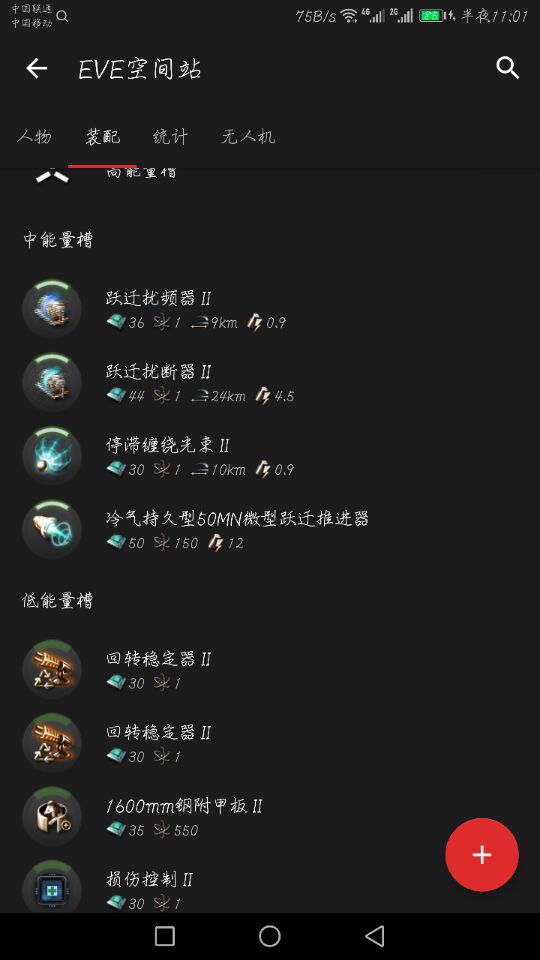 中国联通
中国移动
75B/s 4G 2G 85 半夜11:01
EVE空间站
人物 装配 统计 无人机
高能量槽
中能量槽
跃迁扰频器 II
36 1 9km 0.9
跃迁扰断器 II
44 1 24km 4.5
停滞缠绕光束 II
30 1 10km 0.9
冷气持久型50MN微型跃迁推进器
50 150 12
低能量槽
回转稳定器 II
30 1
回转稳定器 II
30 1
1600mm钢附甲板 II
35 550
损伤控制 II
30 1